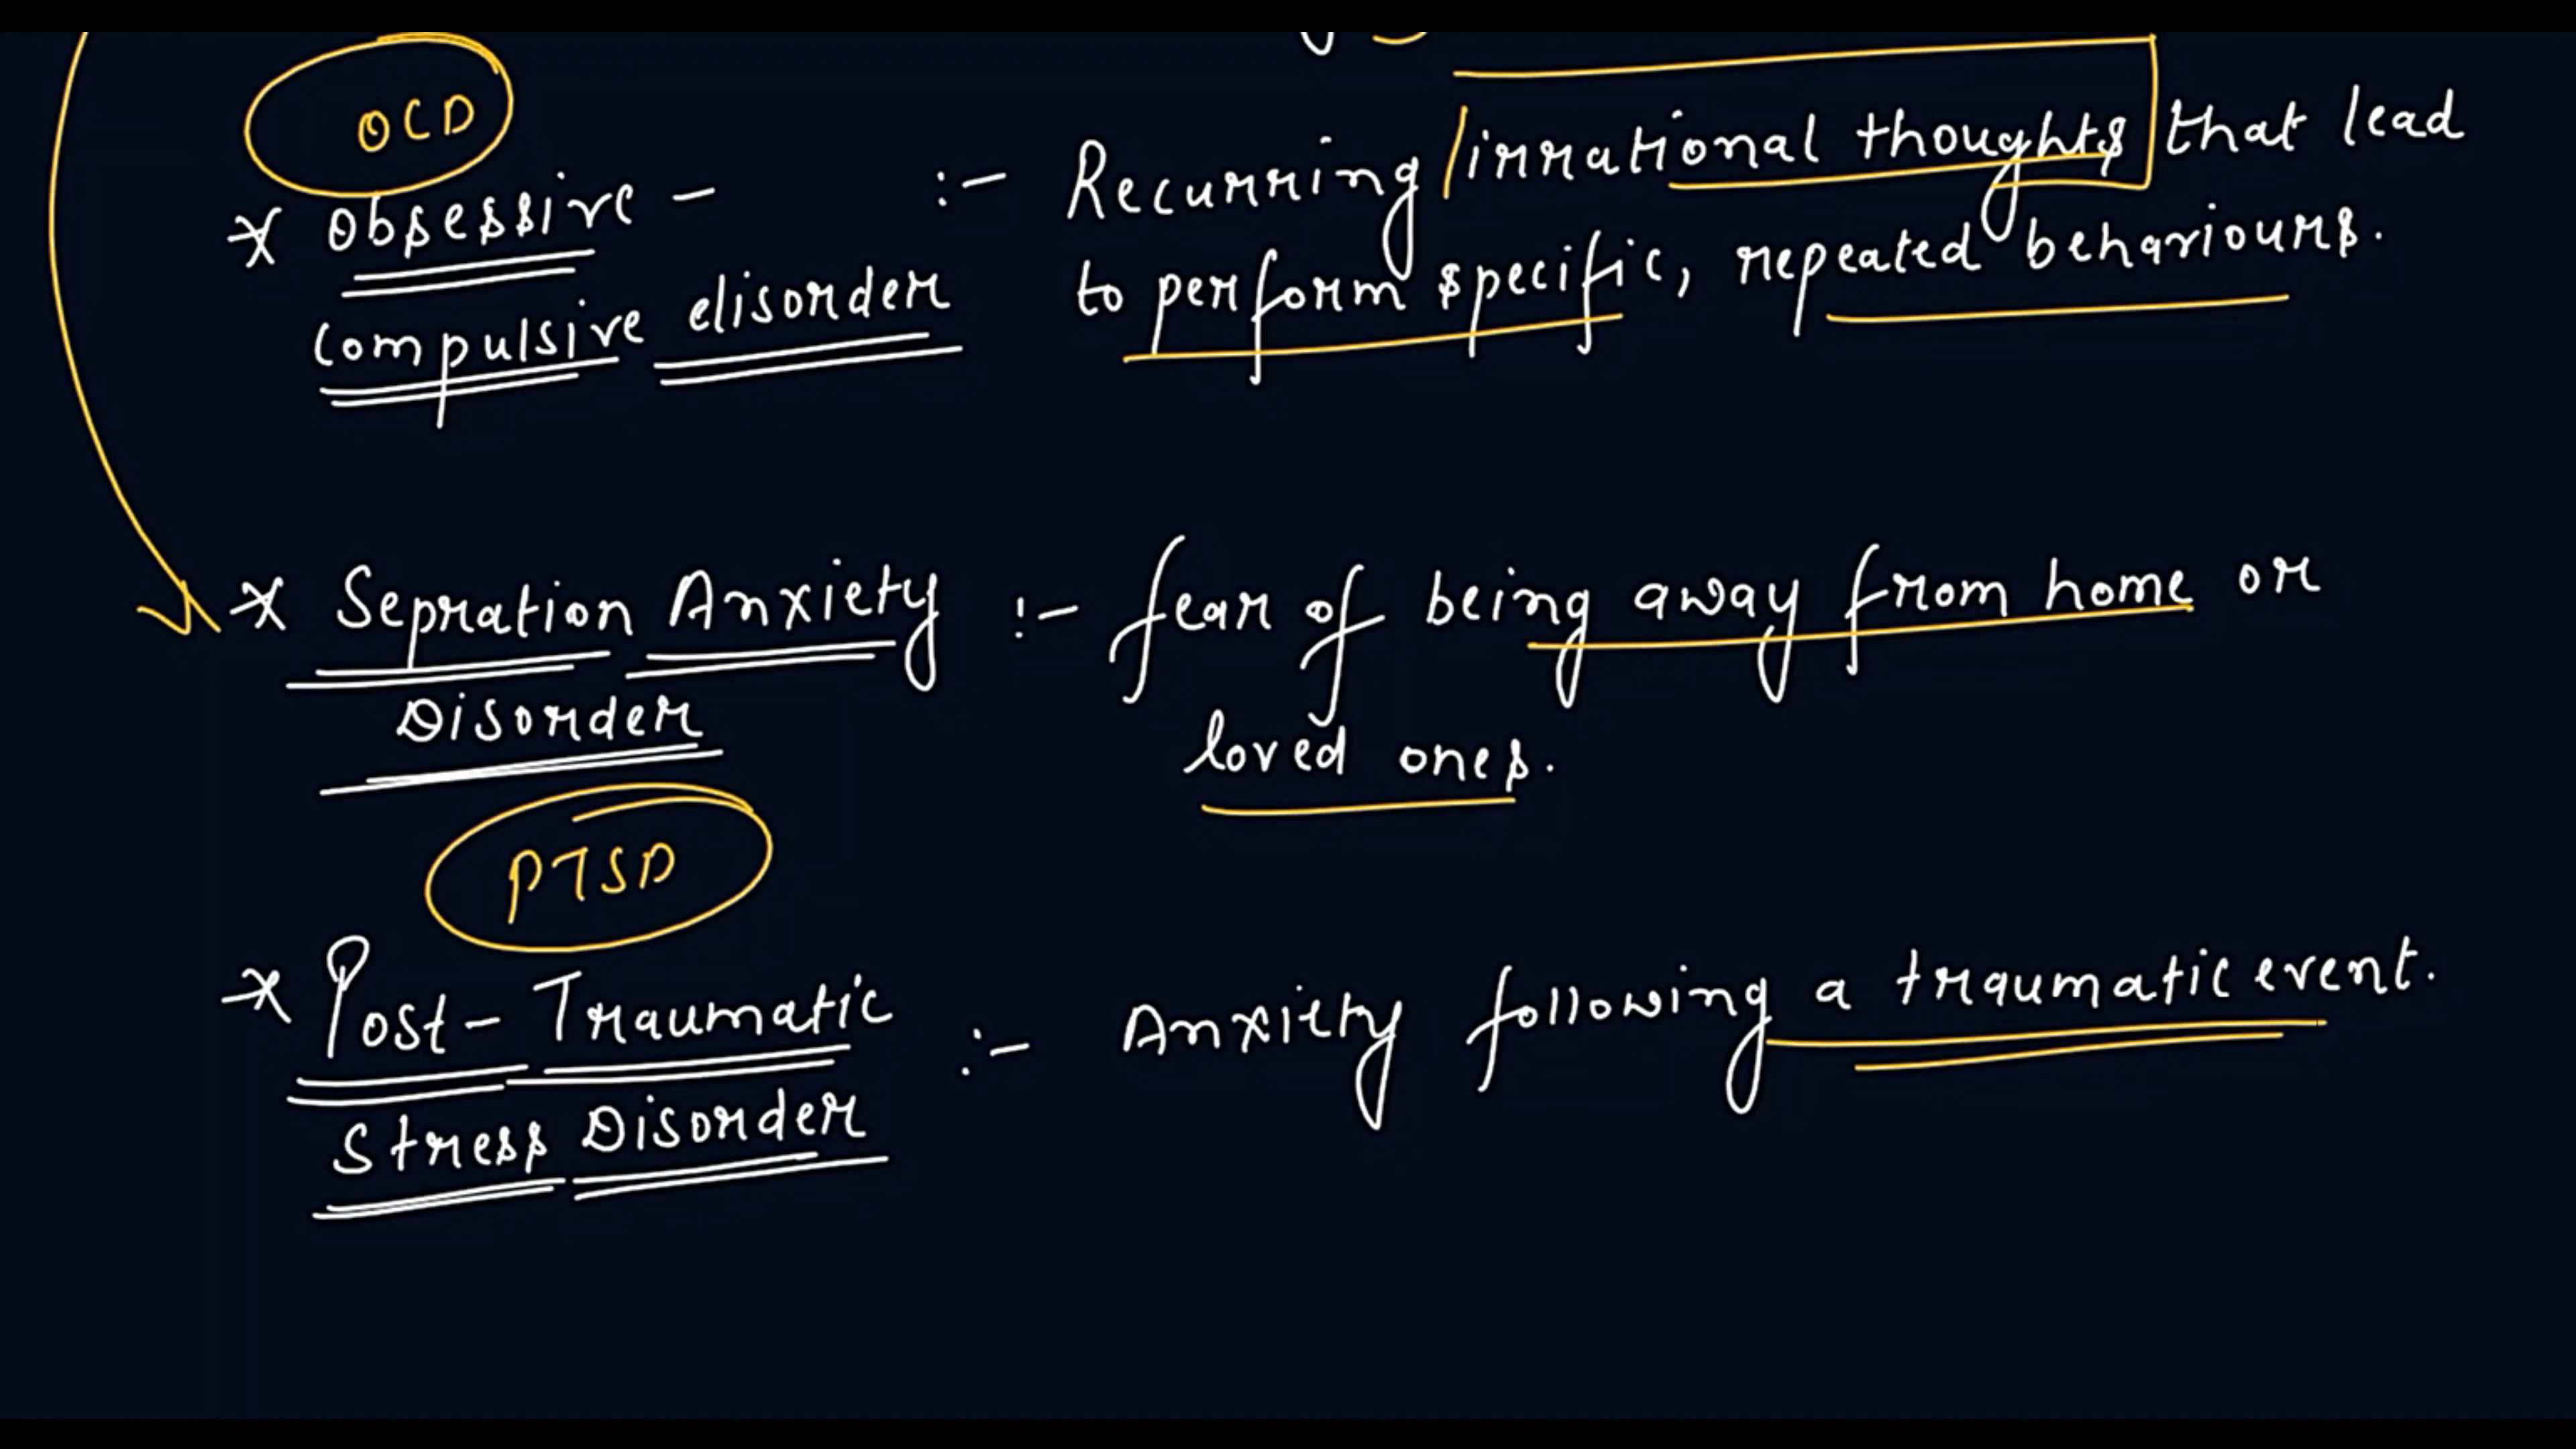 OCD
* Obsessive - :- Recurring irrational thoughts that lead
compulsive disorder to perform specific, repeated behaviours.
* Sepration Anxiety :- fear of being away from home or
Disorder loved ones.
PTSD
* Post-Traumatic :- Anxiety following a traumatic event.
Stress Disorder